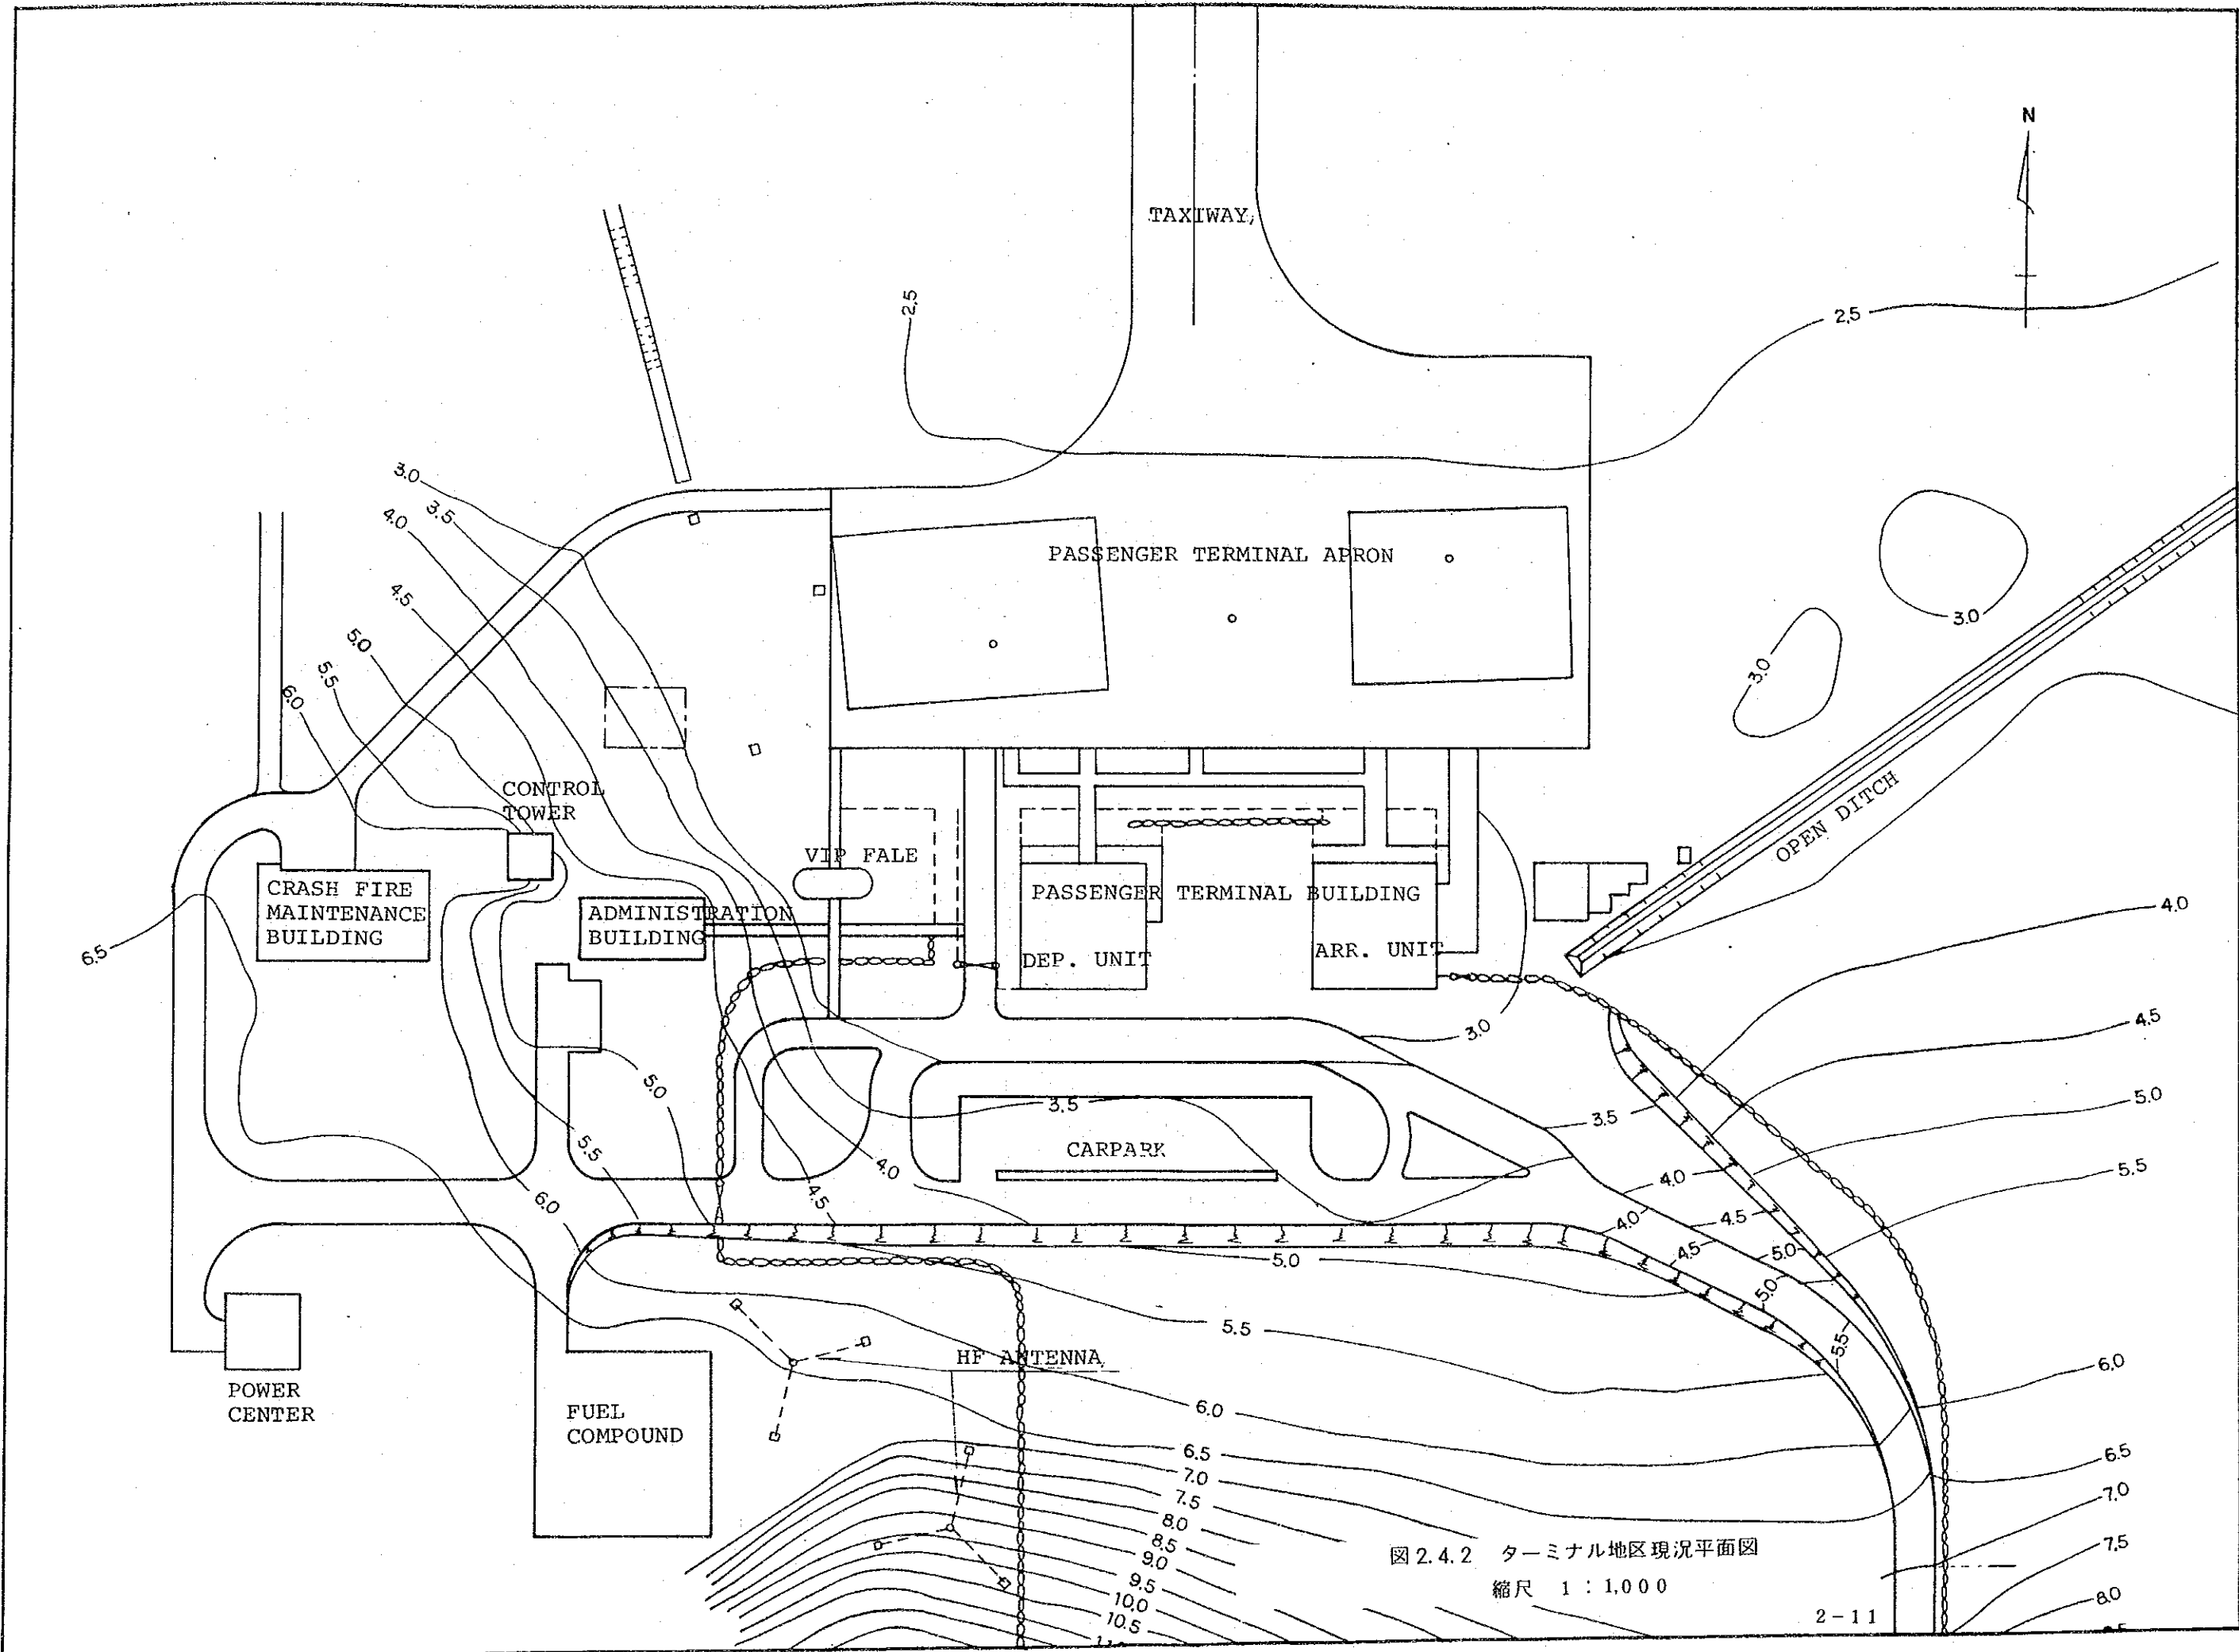 N
TAXIWAY
2.5
2.5
3.0
3.5
4.0
4.5
5.0
5.5
6.0
PASSENGER TERMINAL APRON
3.0
3.0
CONTROL
TOWER
OPEN DITCH
VIP FALE
CRASH FIRE
MAINTENANCE
BUILDING
ADMINISTRATION
BUILDING
PASSENGER TERMINAL BUILDING
DEP. UNIT
ARR. UNIT
6.5
4.0
4.5
5.0
5.5
3.0
3.5
3.5
CARPARK
5.0
5.5
6.0
4.0
4.5
4.0
4.5
5.0
4.0
4.5
5.0
5.5
5.0
5.5
HF ANTENNA
POWER
CENTER
FUEL
COMPOUND
6.0
6.5
7.0
7.5
8.0
8.5
9.0
9.5
10.0
10.5
6.0
6.5
7.0
7.5
8.0
図2.4.2 ターミナル地区現況平面図
縮尺 1:1,000
2-11